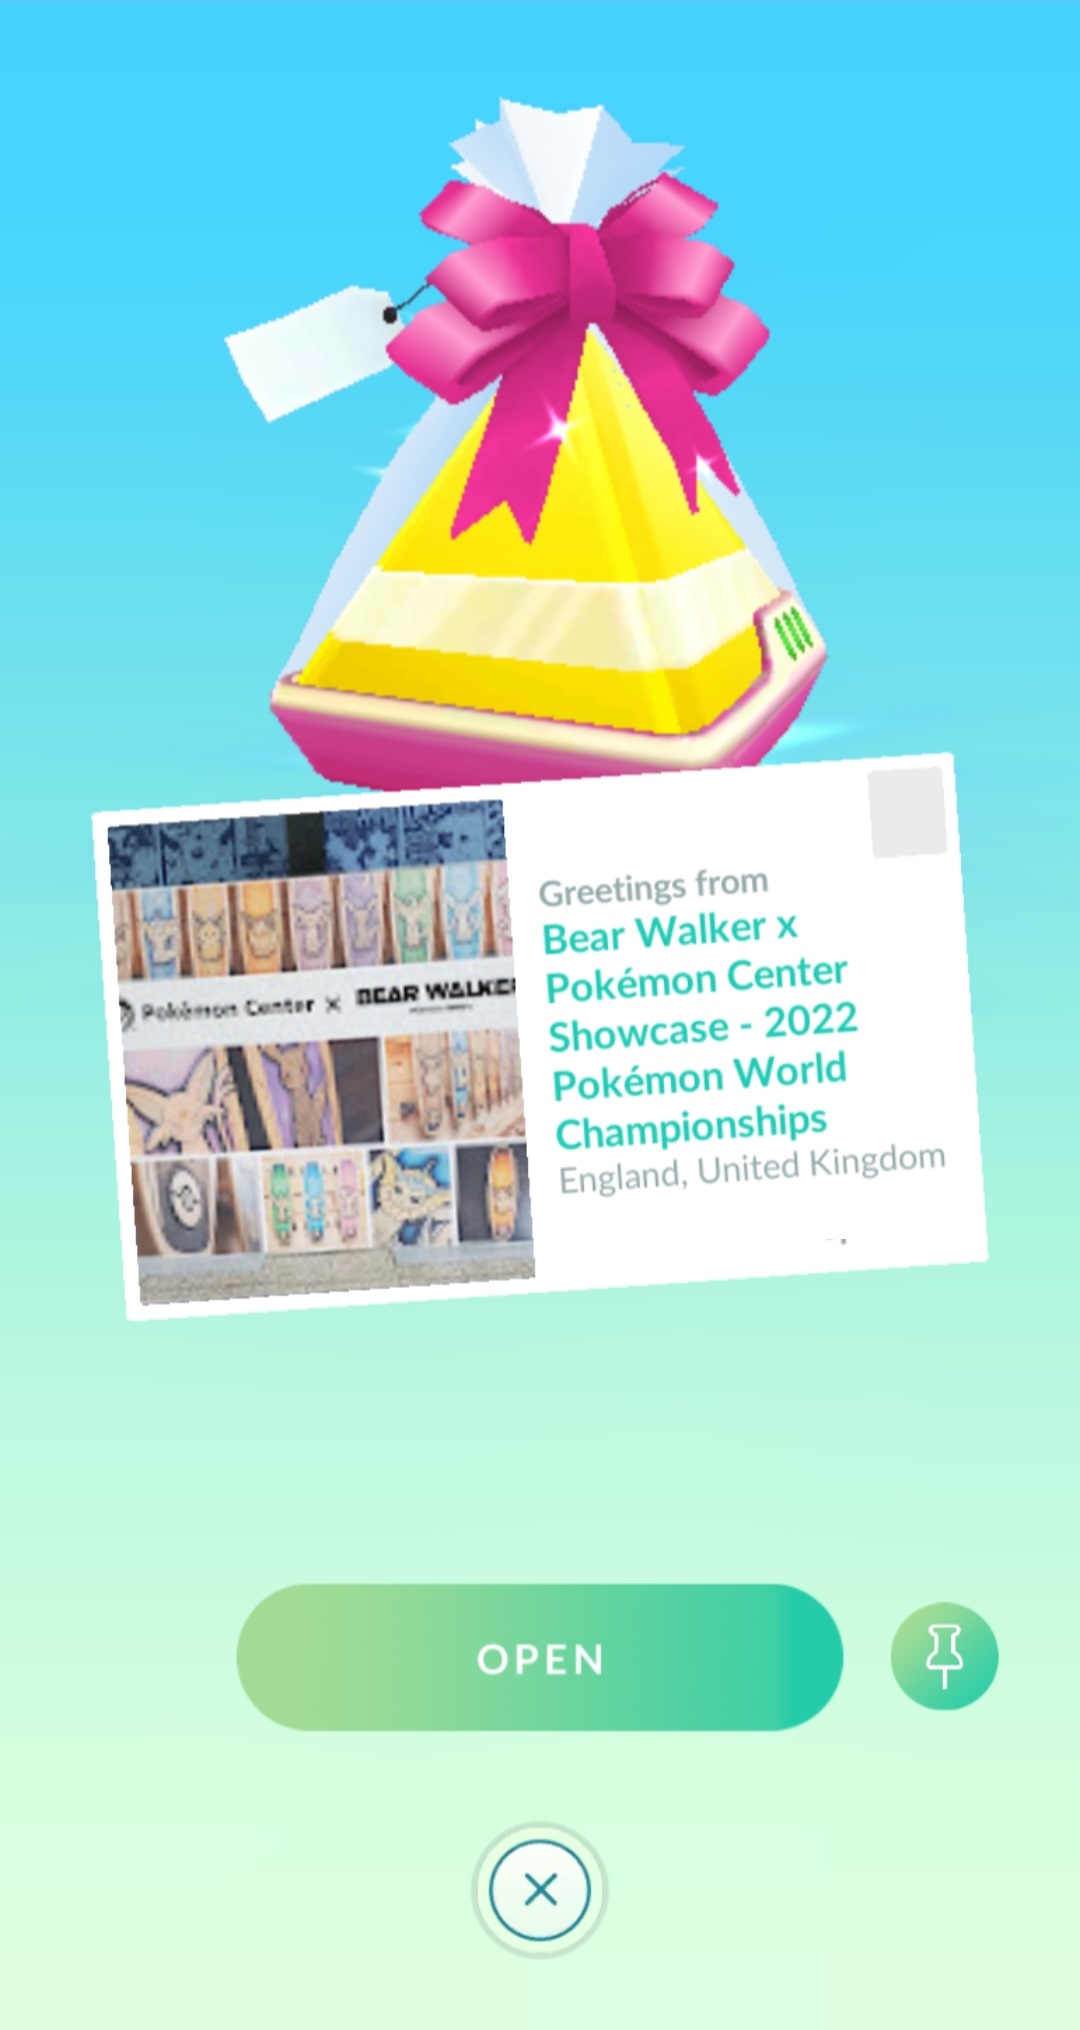 Pokémon Center × BEAR WALKER
Greetings from
Bear Walker x
Pokémon Center
Showcase - 2022
Pokémon World
Championships
England, United Kingdom
OPEN